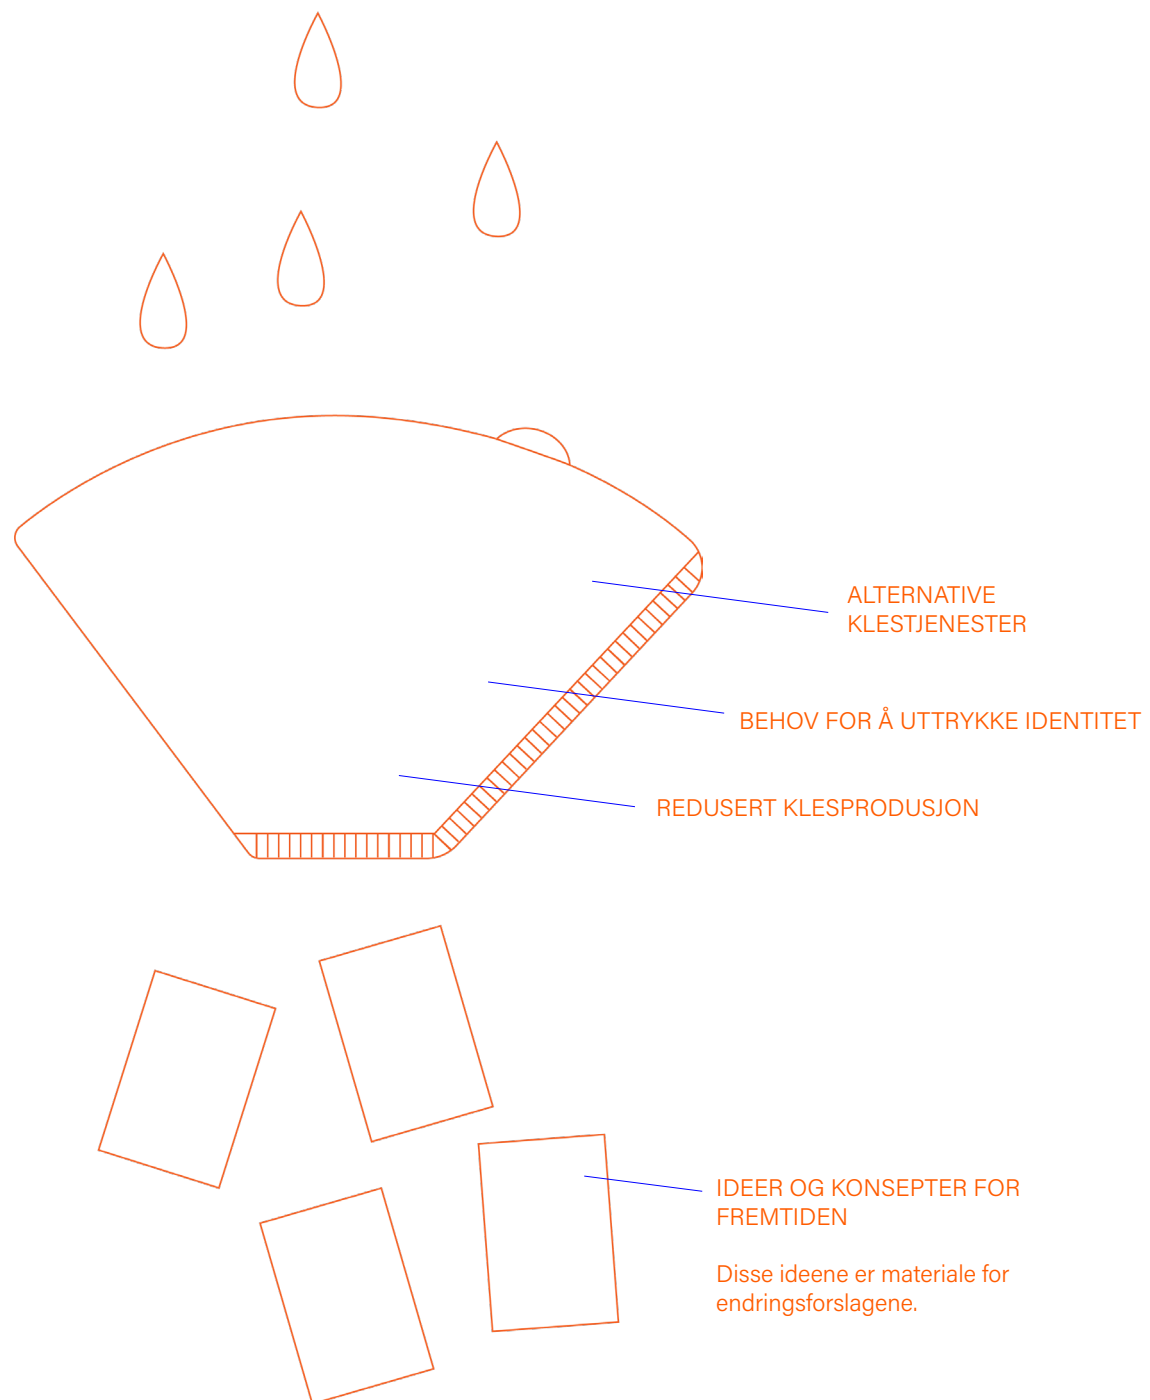 ALTERNATIVE
KLESTJENESTER
BEHOV FOR Å UTTRYKKE IDENTITET
REDUSERT KLESPRODUSJON
IDEER OG KONSEPTER FOR
FREMTIDEN
Disse ideene er materiale for
endringsforslagene.